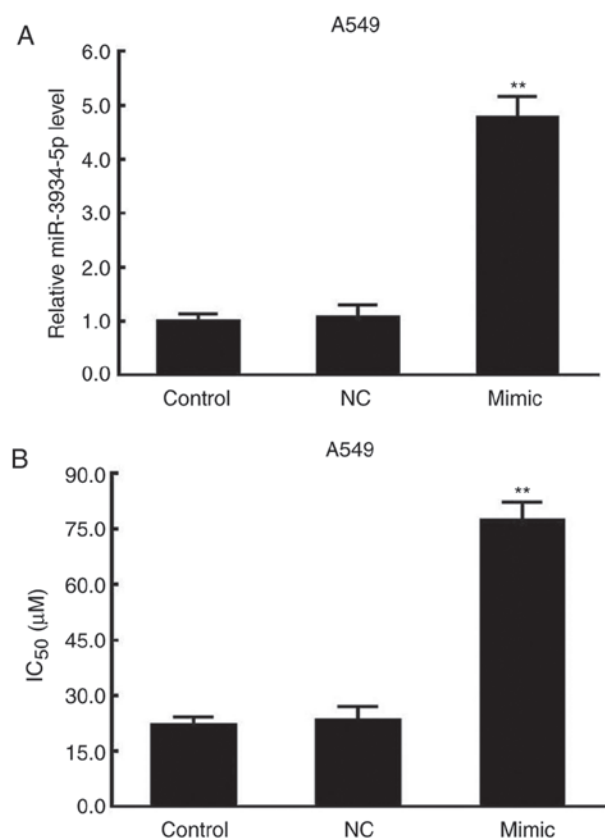 A
A549
Relative miR-3934-5p level
6.0
5.0
4.0
3.0
2.0
1.0
0.0
**
Control NC Mimic
B
A549
IC50 (μM)
90.0
75.0
60.0
45.0
30.0
15.0
0.0
**
Control NC Mimic